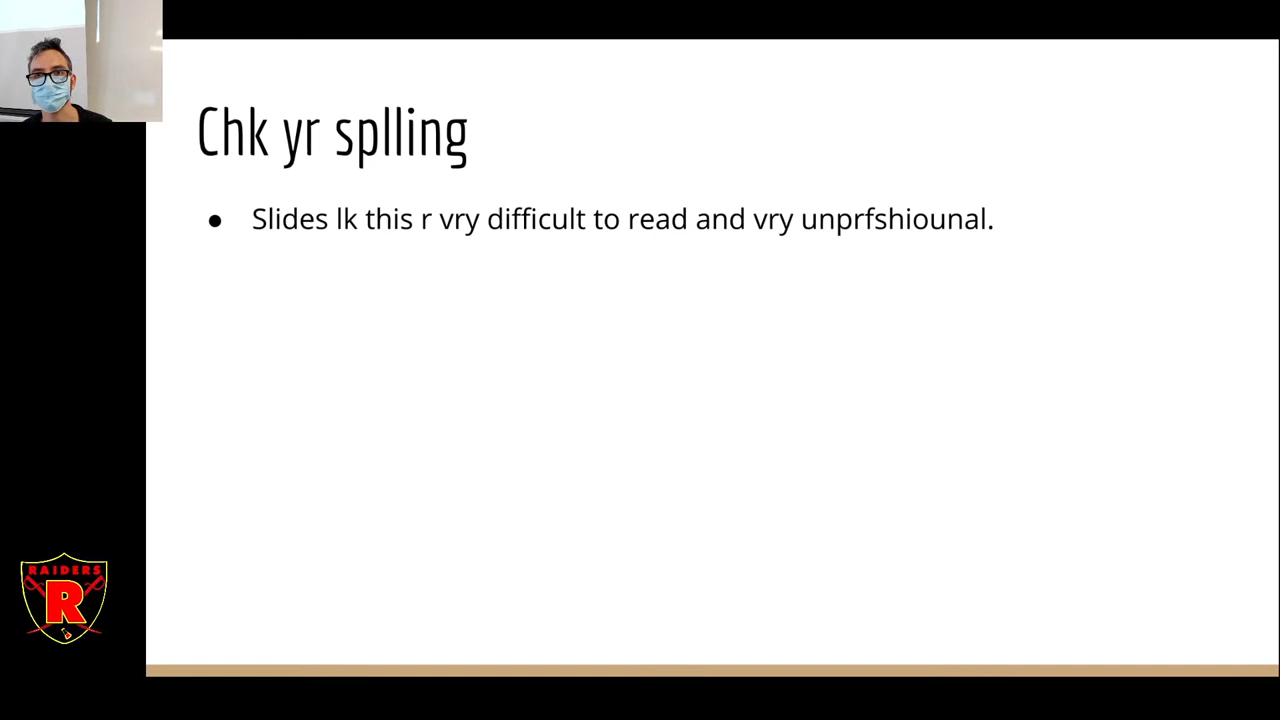 Chk yr splling
● Slides lk this r vry difficult to read and vry unprfshiounal.
RAIDERS
R